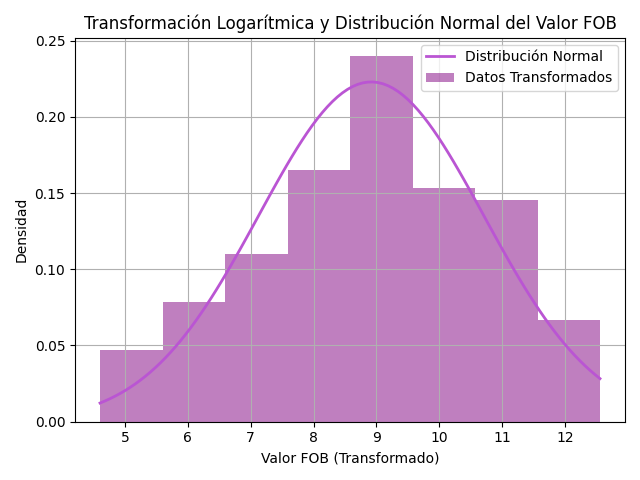 Transformación Logarítmica y Distribución Normal del Valor FOB
Distribución Normal
Datos Transformados
Densidad
0.25
0.20
0.15
0.10
0.05
0.00
5 6 7 8 9 10 11 12
Valor FOB (Transformado)